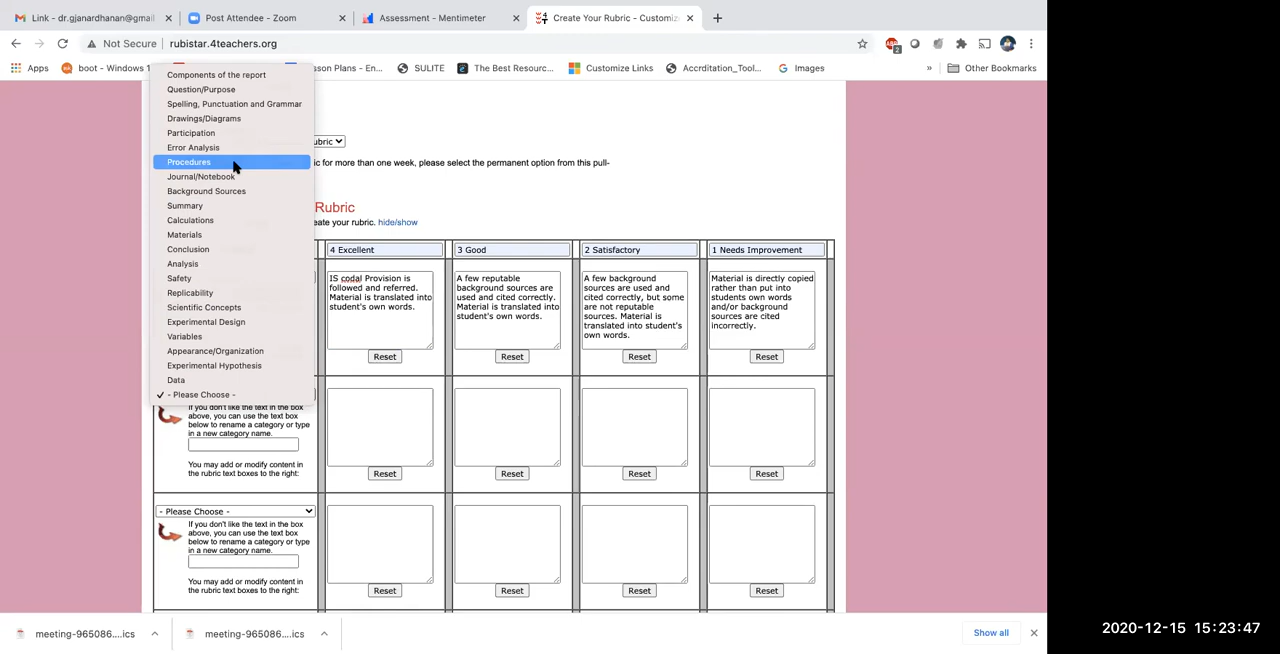 Link - dr.gjanardhanan@gmail
Post Attendee - Zoom
Assessment - Mentimeter
Create Your Rubric - Customiz
Not Secure | rubistar.4teachers.org
2
Apps
boot - Windows 1
sson Plans - En...
SULITE
The Best Resourc...
Customize Links
Accrditation_Tool...
Images
»
Other Bookmarks
Components of the report
Question/Purpose
Spelling, Punctuation and Grammar
Drawings/Diagrams
Participation
Error Analysis
Procedures
Journal/Notebook
Background Sources
Summary
Calculations
Materials
Conclusion
Analysis
Safety
Replicability
Scientific Concepts
Experimental Design
Variables
Appearance/Organization
Experimental Hypothesis
Data
✓ - Please Choose -
ubric
ic for more than one week, please select the permanent option from this pull-
Rubric
eate your rubric. hide/show
4 Excellent
3 Good
2 Satisfactory
1 Needs Improvement
IS codal Provision is
followed and referred.
Material is translated into
student's own words.
Reset
A few reputable
background sources are
used and cited correctly.
Material is translated into
student's own words.
Reset
A few background
sources are used and
cited correctly, but some
are not reputable
sources. Material is
translated into student's
own words.
Reset
Material is directly copied
rather than put into
students own words
and/or background
sources are cited
incorrectly.
Reset
If you don't like the text in the box
above, you can use the text box
below to rename a category or type
in a new category name.
You may add or modify content in
the rubric text boxes to the right:
Reset
Reset
Reset
Reset
- Please Choose -
If you don't like the text in the box
above, you can use the text box
below to rename a category or type
in a new category name.
You may add or modify content in
the rubric text boxes to the right:
Reset
Reset
Reset
Reset
meeting-965086....ics
meeting-965086....ics
Show all
2020-12-15 15:23:47